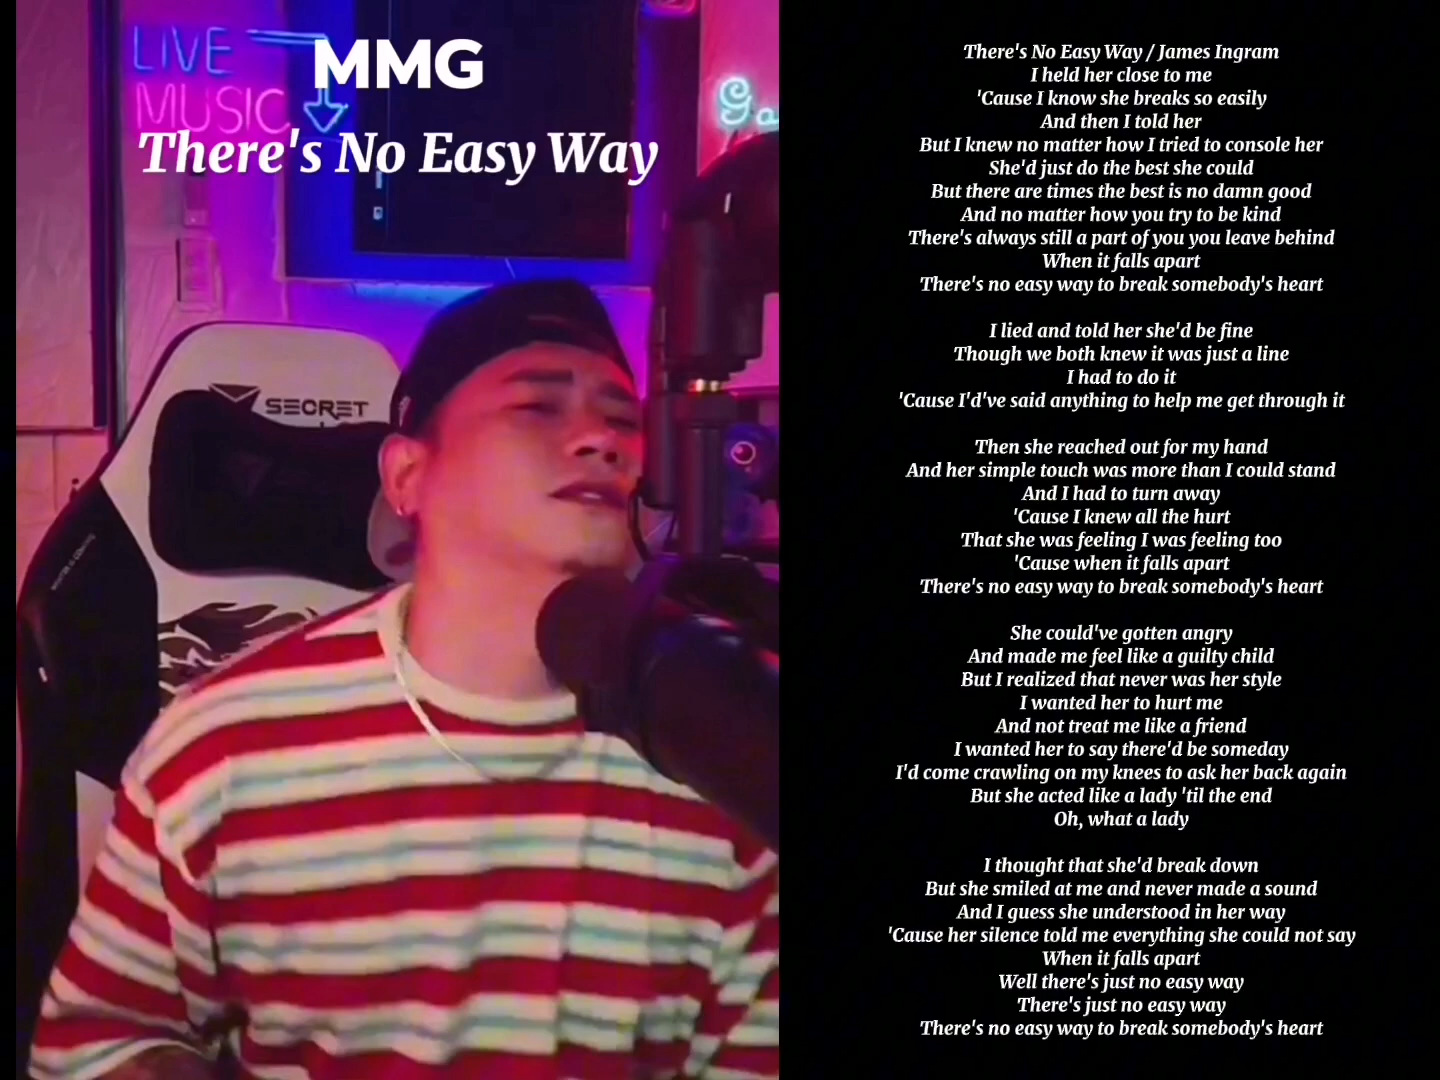 LIVE
MUSIC
MMG
There's No Easy Way
SECRET
There's No Easy Way / James Ingram
I held her close to me
'Cause I know she breaks so easily
And then I told her
But I knew no matter how I tried to console her
She'd just do the best she could
But there are times the best is no damn good
And no matter how you try to be kind
There's always still a part of you you leave behind
When it falls apart
There's no easy way to break somebody's heart
I lied and told her she'd be fine
Though we both knew it was just a line
I had to do it
'Cause I'd've said anything to help me get through it
Then she reached out for my hand
And her simple touch was more than I could stand
And I had to turn away
'Cause I knew all the hurt
That she was feeling I was feeling too
'Cause when it falls apart
There's no easy way to break somebody's heart
She could've gotten angry
And made me feel like a guilty child
But I realized that never was her style
I wanted her to hurt me
And not treat me like a friend
I wanted her to say there'd be someday
I'd come crawling on my knees to ask her back again
But she acted like a lady 'til the end
Oh, what a lady
I thought that she'd break down
But she smiled at me and never made a sound
And I guess she understood in her way
'Cause her silence told me everything she could not say
When it falls apart
Well there's just no easy way
There's just no easy way
There's no easy way to break somebody's heart